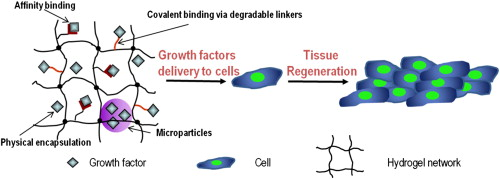 Affinity binding
Covalent binding via degradable linkers
Growth factors
delivery to cells
Tissue
Regeneration
Physical encapsulation
Microparticles
Growth factor
Cell
Hydrogel network